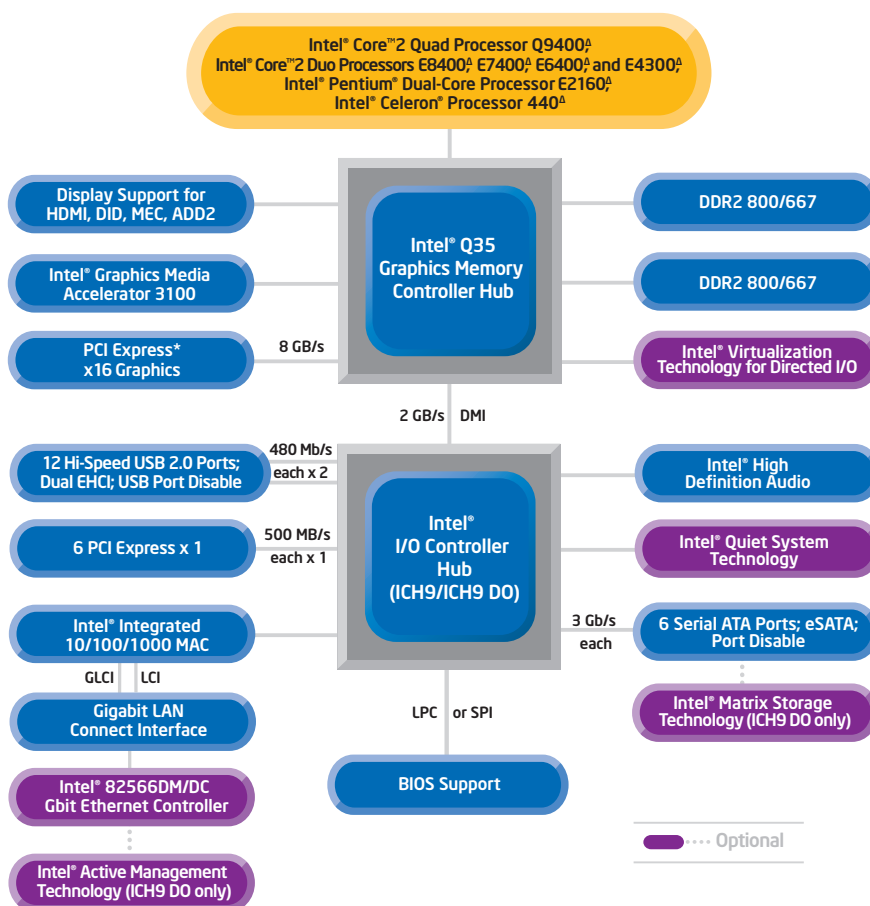 Intel® Core™2 Quad Processor Q9400,Δ
Intel® Core™2 Duo Processors E8400,Δ E7400,Δ E6400,Δ and E4300,Δ
Intel® Pentium® Dual-Core Processor E2160,Δ
Intel® Celeron® Processor 440Δ
Display Support for
HDMI, DID, MEC, ADD2
Intel® Graphics Media
Accelerator 3100
PCI Express*
x16 Graphics
8 GB/s
Intel® Q35
Graphics Memory
Controller Hub
DDR2 800/667
DDR2 800/667
Intel® Virtualization
Technology for Directed I/O
2 GB/s DMI
12 Hi-Speed USB 2.0 Ports;
Dual EHCI; USB Port Disable
480 Mb/s
each x 2
6 PCI Express x 1
500 MB/s
each x 1
Intel® Integrated
10/100/1000 MAC
GLCI LCI
Gigabit LAN
Connect Interface
Intel® 82566DM/DC
Gbit Ethernet Controller
Intel® Active Management
Technology (ICH9 DO only)
Intel®
I/O Controller
Hub
(ICH9/ICH9 DO)
LPC or SPI
BIOS Support
Intel® High
Definition Audio
Intel® Quiet System
Technology
3 Gb/s
each
6 Serial ATA Ports; eSATA;
Port Disable
Intel® Matrix Storage
Technology (ICH9 DO only)
Optional